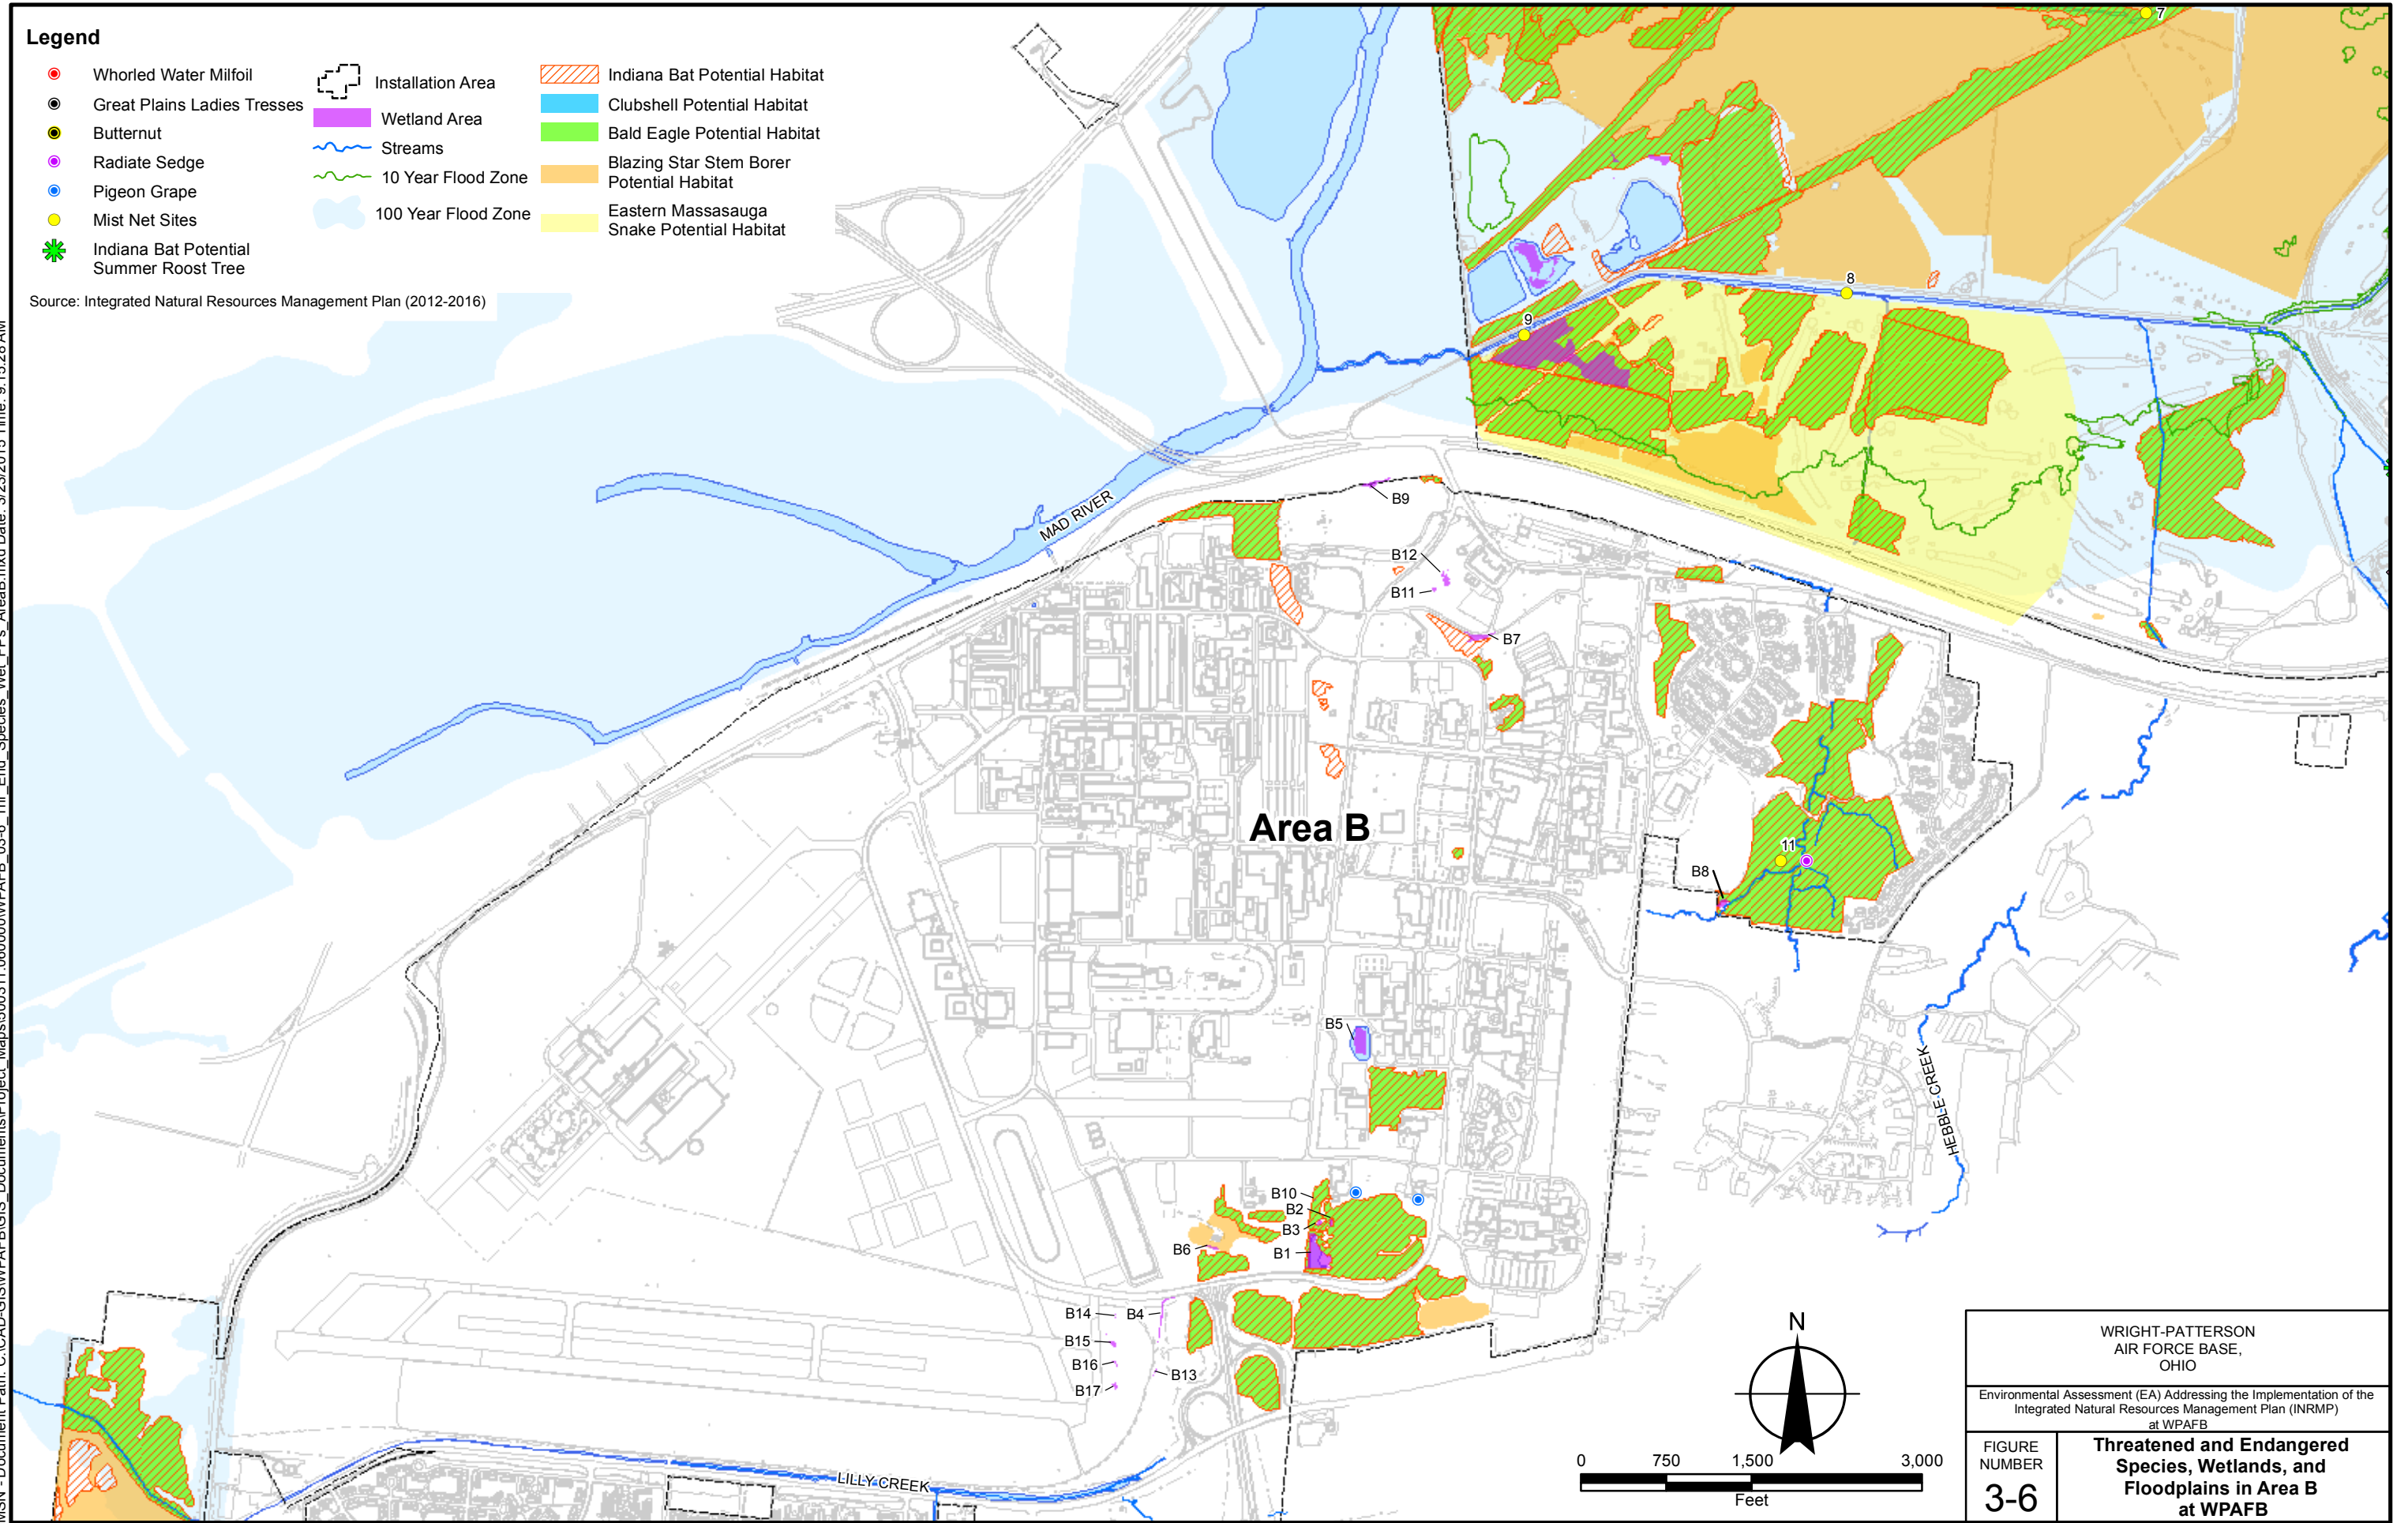 Legend
Whorled Water Milfoil
Great Plains Ladies Tresses
Butternut
Radiate Sedge
Pigeon Grape
Mist Net Sites
Indiana Bat Potential
Summer Roost Tree
Installation Area
Wetland Area
Streams
10 Year Flood Zone
100 Year Flood Zone
Indiana Bat Potential Habitat
Clubshell Potential Habitat
Bald Eagle Potential Habitat
Blazing Star Stem Borer
Potential Habitat
Eastern Massasauga
Snake Potential Habitat
Source: Integrated Natural Resources Management Plan (2012-2016)
7
8
9
MAD RIVER
B9
B12
B11
B7
Area B
11
B8
B5
HEBBLE CREEK
B10
B2
B3
B6
B1
B14
B4
B15
B16
B13
B17
LILLY CREEK
N
0 750 1,500 3,000
Feet
WRIGHT-PATTERSON
AIR FORCE BASE,
OHIO
Environmental Assessment (EA) Addressing the Implementation of the
Integrated Natural Resources Management Plan (INRMP)
at WPAFB
FIGURE
NUMBER
3-6
Threatened and Endangered
Species, Wetlands, and
Floodplains in Area B
at WPAFB